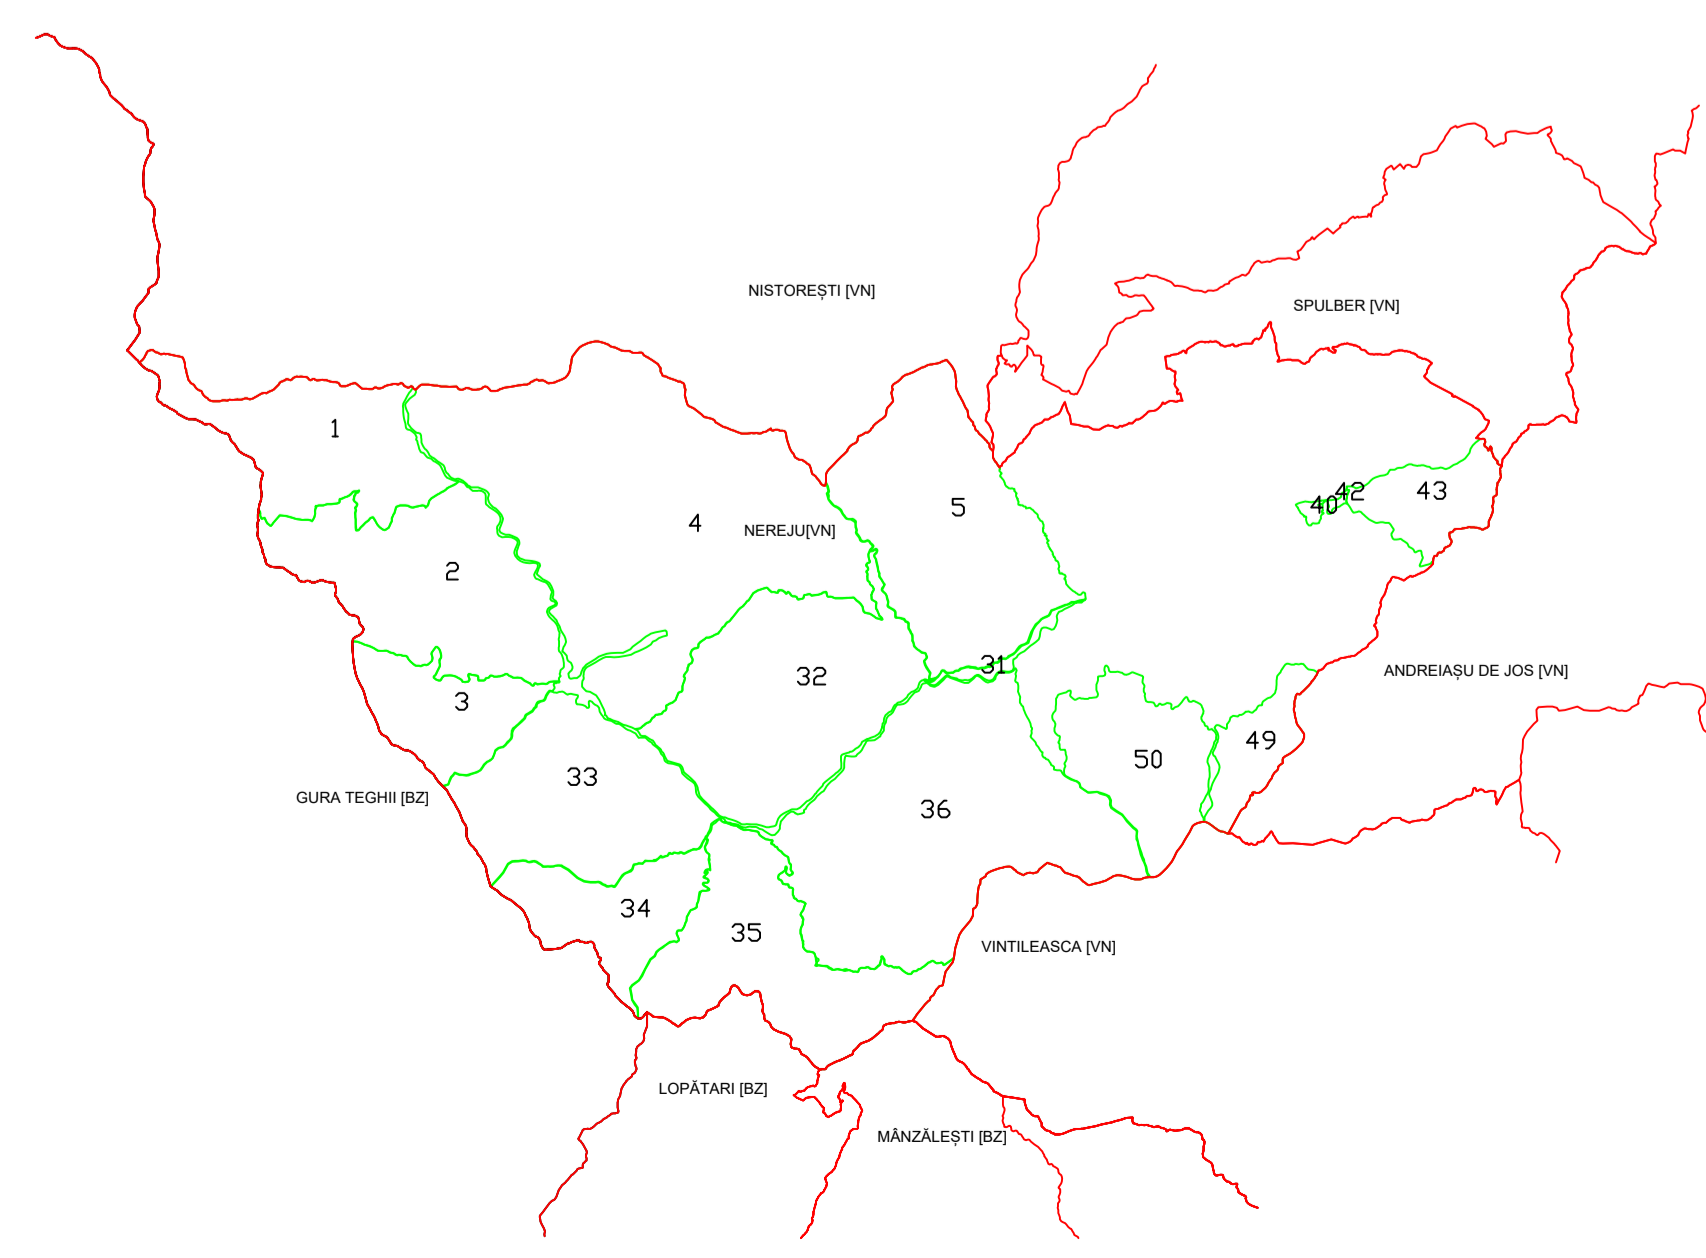 NISTOREȘTI [VN]
SPULBER [VN]
1
5
42
43
40
4
NEREJU[VN]
2
31
ANDREIAȘU DE JOS [VN]
32
3
49
50
33
GURA TEGHII [BZ]
36
34
35
VINTILEASCA [VN]
LOPĂTARI [BZ]
MÂNZĂLEȘTI [BZ]